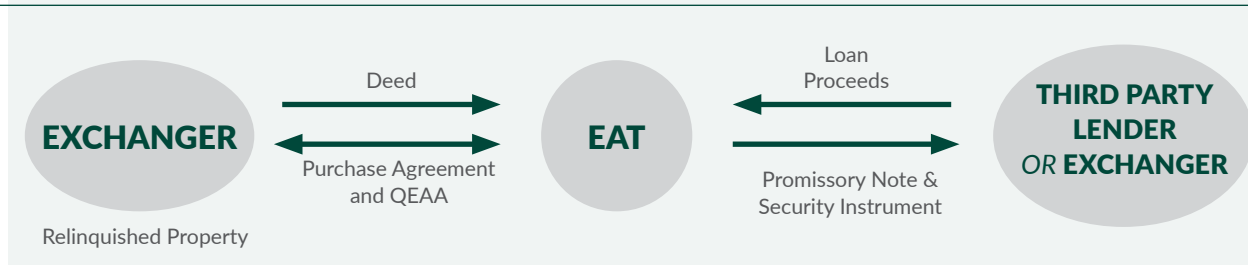 EXCHANGER
Relinquished Property
Deed
Purchase Agreement
and QEAA
EAT
Loan
Proceeds
Promissory Note &
Security Instrument
THIRD PARTY
LENDER
OR EXCHANGER